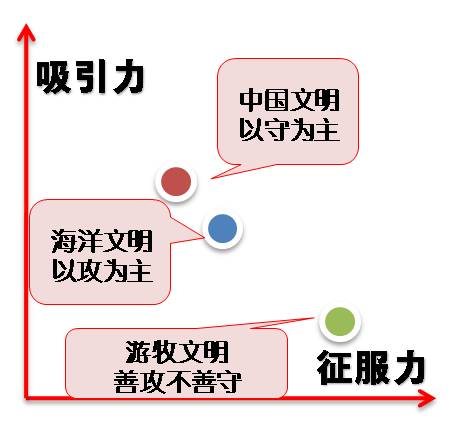 吸引力
中国文明
以守为主
海洋文明
以攻为主
游牧文明
善攻不善守
征服力